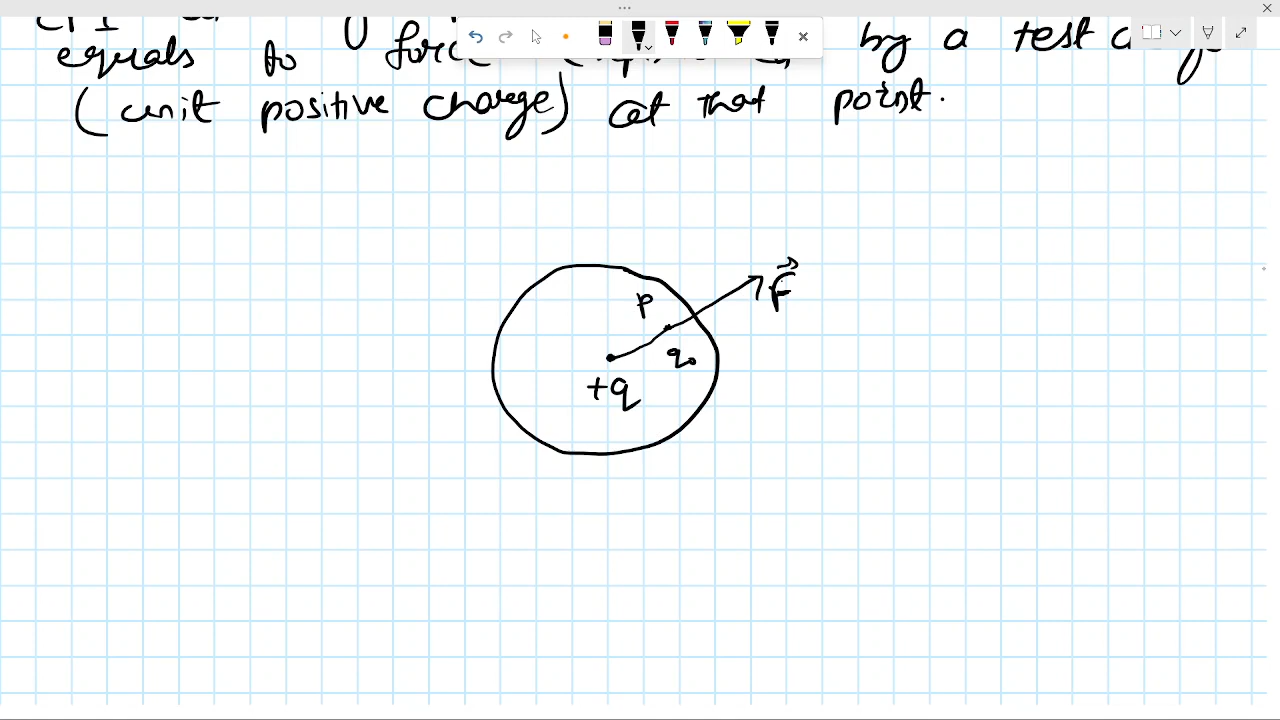 equals to force by a test
(unit positive charge) at that point.
F
p
q₀
+q